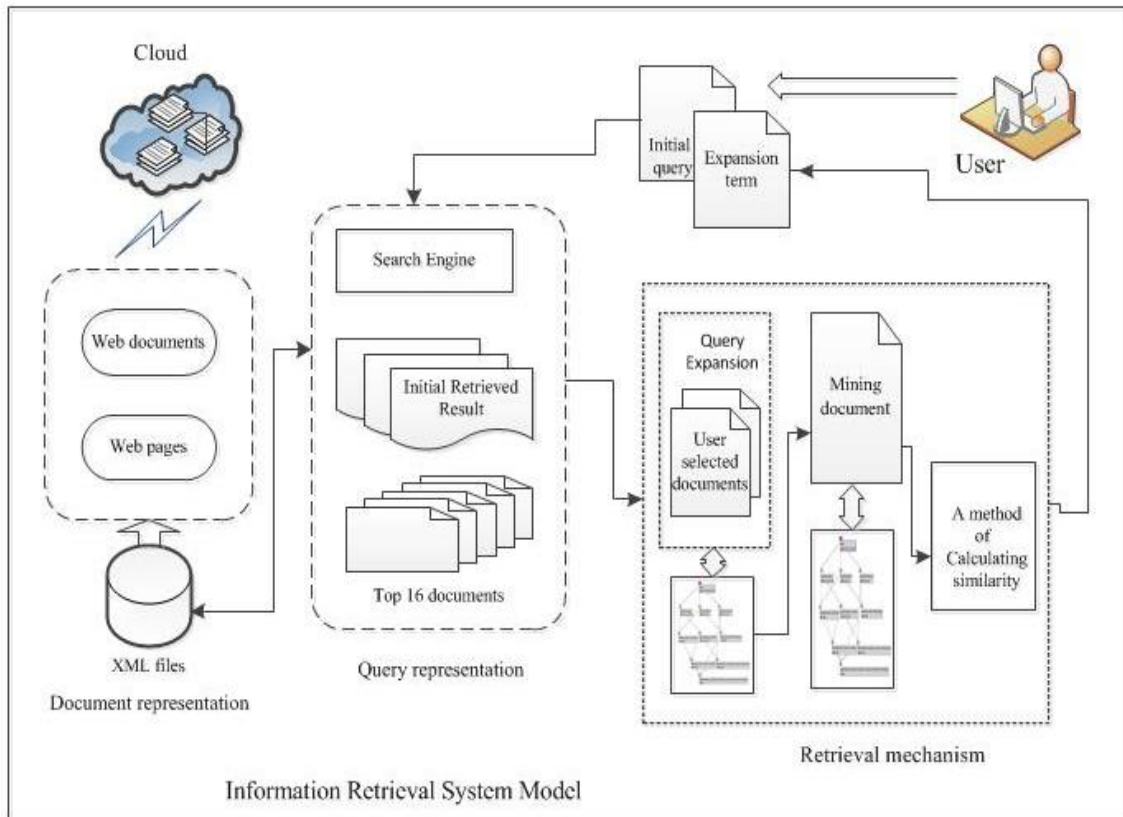 Cloud
User
Initial
query
Expansion
term
Search Engine
Web documents
Web pages
Initial Retrieved
Result
Top 16 documents
Query
Expansion
User
selected
documents
Mining
document
A method
of
Calculating
similarity
XML files
Document representation
Query representation
Retrieval mechanism
Information Retrieval System Model